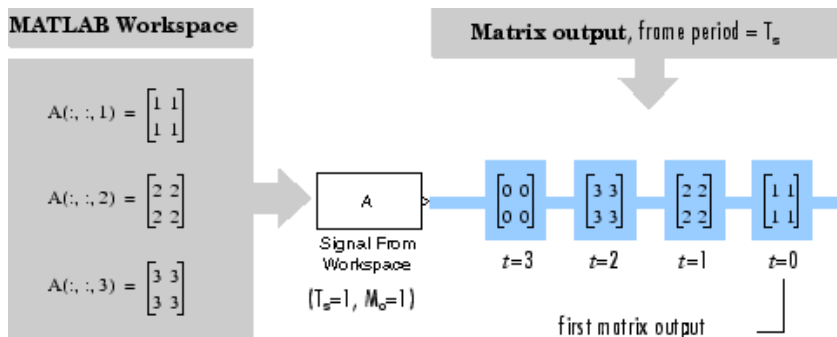 MATLAB Workspace
A(:, :, 1) = [1 1
1 1]
A(:, :, 2) = [2 2
2 2]
A(:, :, 3) = [3 3
3 3]
A
Signal From
Workspace
(Ts=1, Mo=1)
Matrix output, frame period = Ts
[0 0
0 0]
[3 3
3 3]
[2 2
2 2]
[1 1
1 1]
t=3
t=2
t=1
t=0
first matrix output